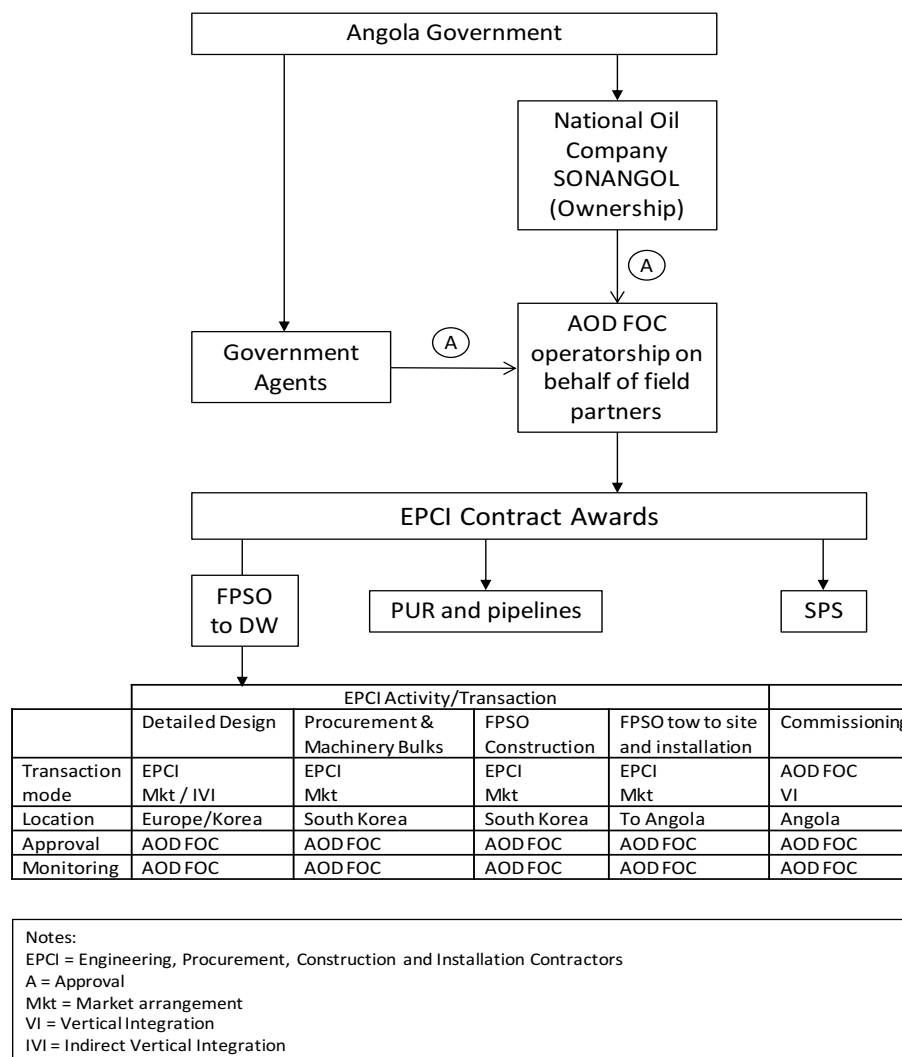 Angola Government
National Oil
Company
SONANGOL
(Ownership)
A
Government
Agents
A
AOD FOC
operatorship on
behalf of field
partners
EPCI Contract Awards
FPSO
to DW
PUR and pipelines
SPS
EPCI Activity/Transaction
Detailed Design Procurement & FPSO FPSO tow to site Commissioning
Machinery Bulks Construction and installation
Transaction EPCI EPCI EPCI EPCI AOD FOC
mode Mkt / IVI Mkt Mkt Mkt VI
Location Europe/Korea South Korea South Korea To Angola Angola
Approval AOD FOC AOD FOC AOD FOC AOD FOC AOD FOC
Monitoring AOD FOC AOD FOC AOD FOC AOD FOC AOD FOC
Notes:
EPCI = Engineering, Procurement, Construction and Installation Contractors
A = Approval
Mkt = Market arrangement
VI = Vertical Integration
IVI = Indirect Vertical Integration